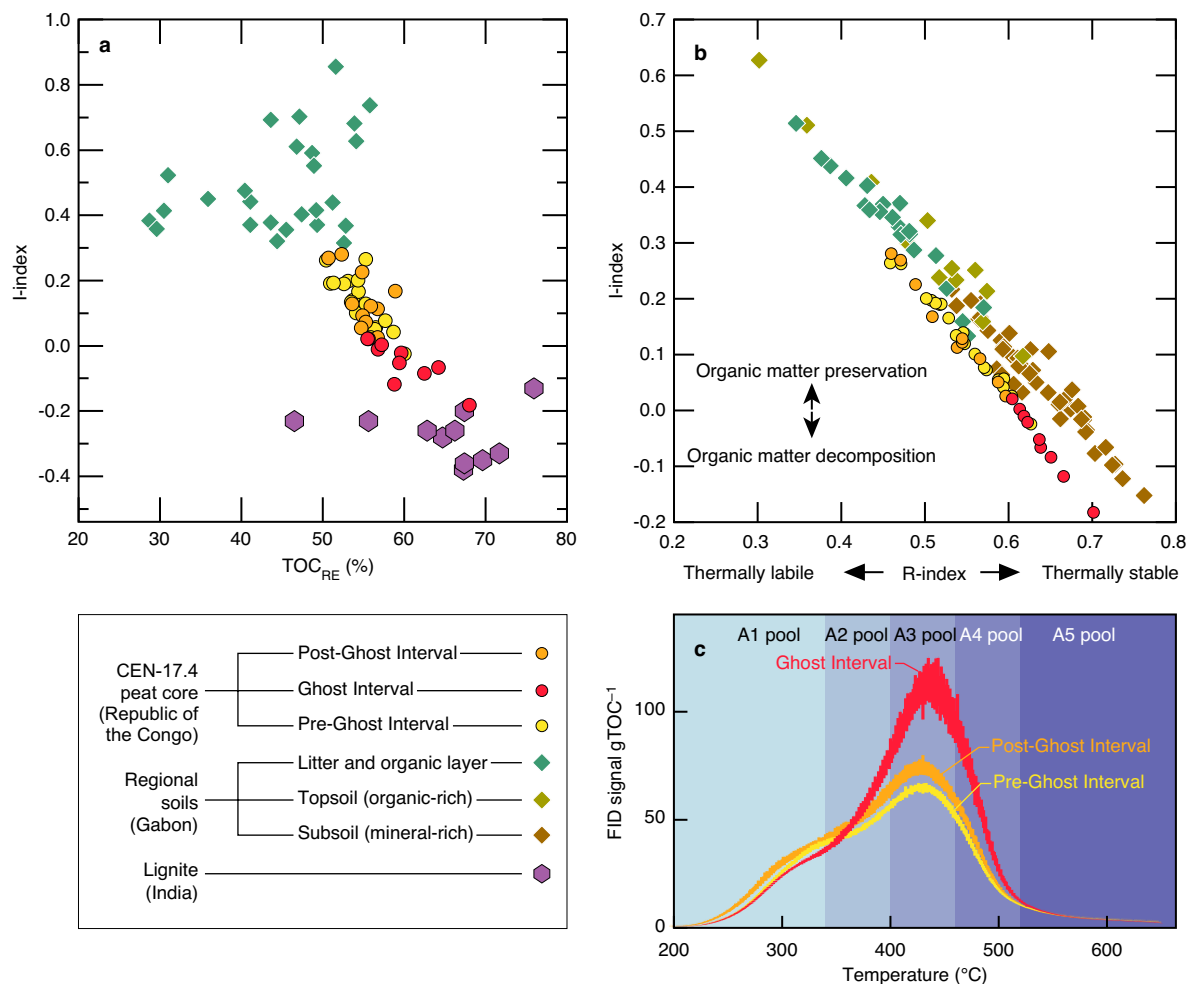 a
1.0
0.8
0.6
0.4
0.2
0.0
-0.2
-0.4
I-index
20 30 40 50 60 70 80
TOCRE (%)
b
0.7
0.6
0.5
0.4
0.3
0.2
0.1
0.0
-0.1
-0.2
I-index
Organic matter preservation
Organic matter decomposition
0.2 0.3 0.4 0.5 0.6 0.7 0.8
Thermally labile R-index Thermally stable
CEN-17.4
peat core
(Republic of
the Congo)
Post-Ghost Interval
Ghost Interval
Pre-Ghost Interval
Regional
soils
(Gabon)
Litter and organic layer
Topsoil (organic-rich)
Subsoil (mineral-rich)
Lignite
(India)
A1 pool A2 pool A3 pool A4 pool A5 pool
c
Ghost Interval
Post-Ghost Interval
Pre-Ghost Interval
100
50
0
FID signal gTOC⁻¹
200 300 400 500 600
Temperature (°C)